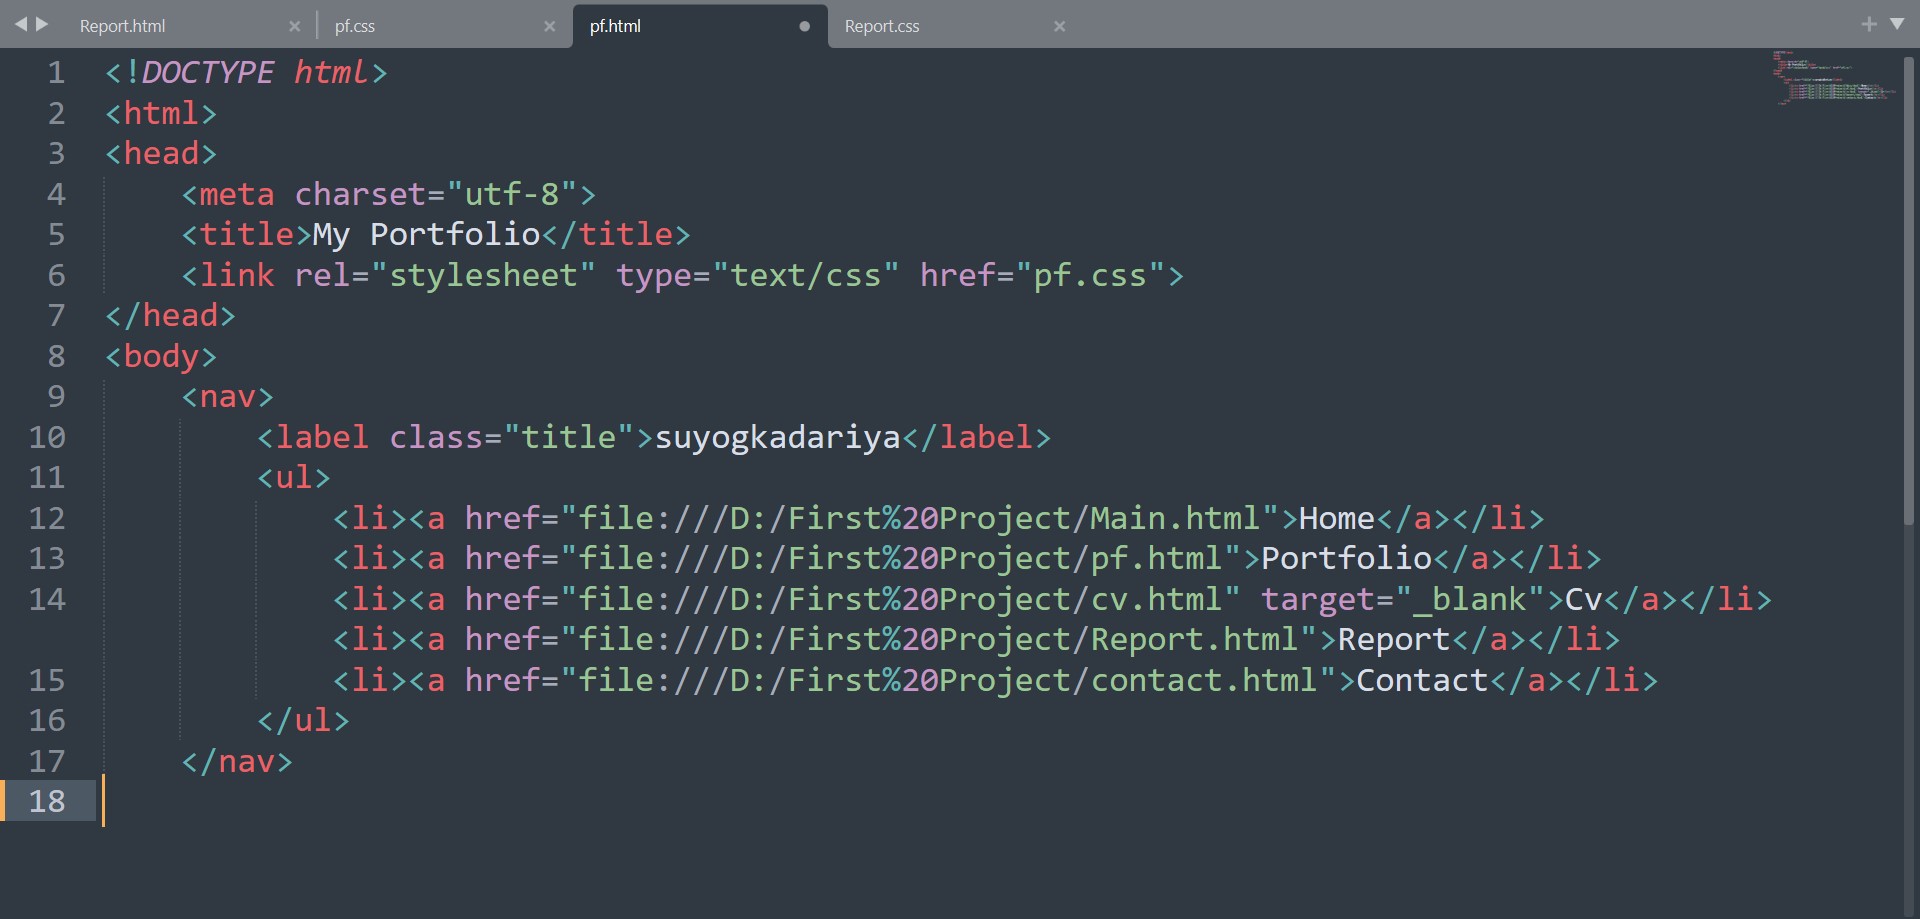 Report.html × pf.css × pf.html Report.css ×
1 <!DOCTYPE html>
2 <html>
3 <head>
4 <meta charset="utf-8">
5 <title>My Portfolio</title>
6 <link rel="stylesheet" type="text/css" href="pf.css">
7 </head>
8 <body>
9 <nav>
10 <label class="title">suyogkadariya</label>
11 <ul>
12 <li><a href="file:///D:/First%20Project/Main.html">Home</a></li>
13 <li><a href="file:///D:/First%20Project/pf.html">Portfolio</a></li>
14 <li><a href="file:///D:/First%20Project/cv.html" target="_blank">Cv</a></li>
<li><a href="file:///D:/First%20Project/Report.html">Report</a></li>
15 <li><a href="file:///D:/First%20Project/contact.html">Contact</a></li>
16 </ul>
17 </nav>
18